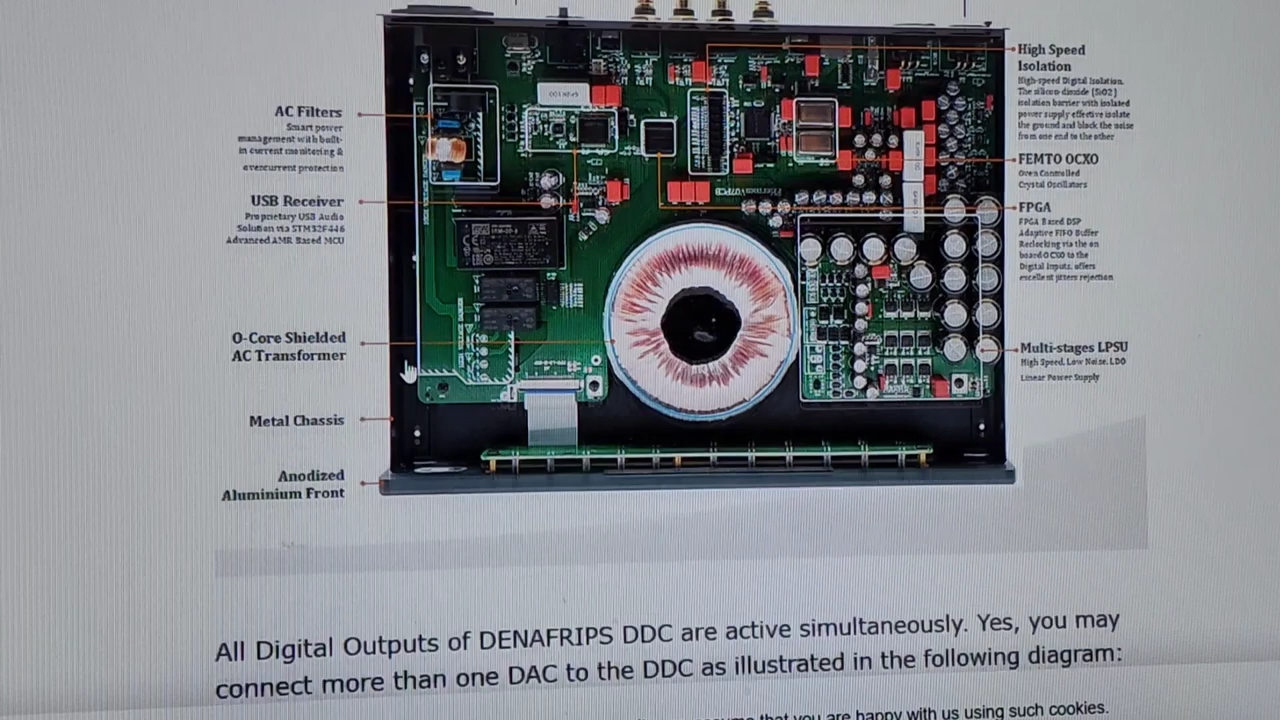 AC Filters
Smart power
management with built-
in current monitoring &
overcurrent protection
USB Receiver
Proprietary USB Audio
Solution via STM32F446
Advanced AMR Based MCU
O-Core Shielded
AC Transformer
Metal Chassis
Anodized
Aluminium Front
High Speed
Isolation
High-speed Digital Isolation.
The silicon-dioxide (SiO2)
isolation barrier with isolated
power supply effective isolate
the ground and block the noise
from one end to the other
FEMTO OCXO
Oven Controlled
Crystal Oscillators
FPGA
FPGA Based DSP
Adaptive FIFO Buffer
Reclocking via the on
board OCXO to the
Digital Inputs, offers
excellent jitters rejection
Multi-stages LPSU
High Speed, Low Noise, LDO
Linear Power Supply
All Digital Outputs of DENAFRIPS DDC are active simultaneously. Yes, you may
connect more than one DAC to the DDC as illustrated in the following diagram:
that you are happy with us using such cookies.